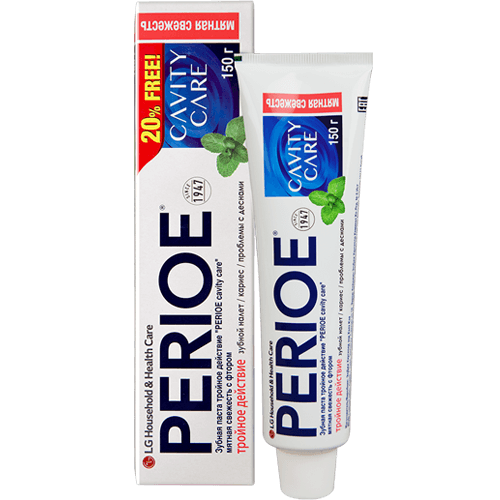 МЯТНАЯ СВЕЖЕСТЬ
20% FREE!
CAVITY
CARE
150 г
PERIOE®
SINCE
1947
Зубная паста тройное действие "PERIOE cavity care"
мятная свежесть с фтором
тройное действие зубной налет / кариес / проблемы с деснами
LG Household & Health Care
МЯТНАЯ СВЕЖЕСТЬ
CAVITY
CARE
150 г
EAC
PERIOE®
SINCE
1947
Зубная паста тройное действие "PERIOE cavity care"
мятная свежесть с фтором
тройное действие зубной налет / кариес / проблемы с деснами
LG Household & Health Care